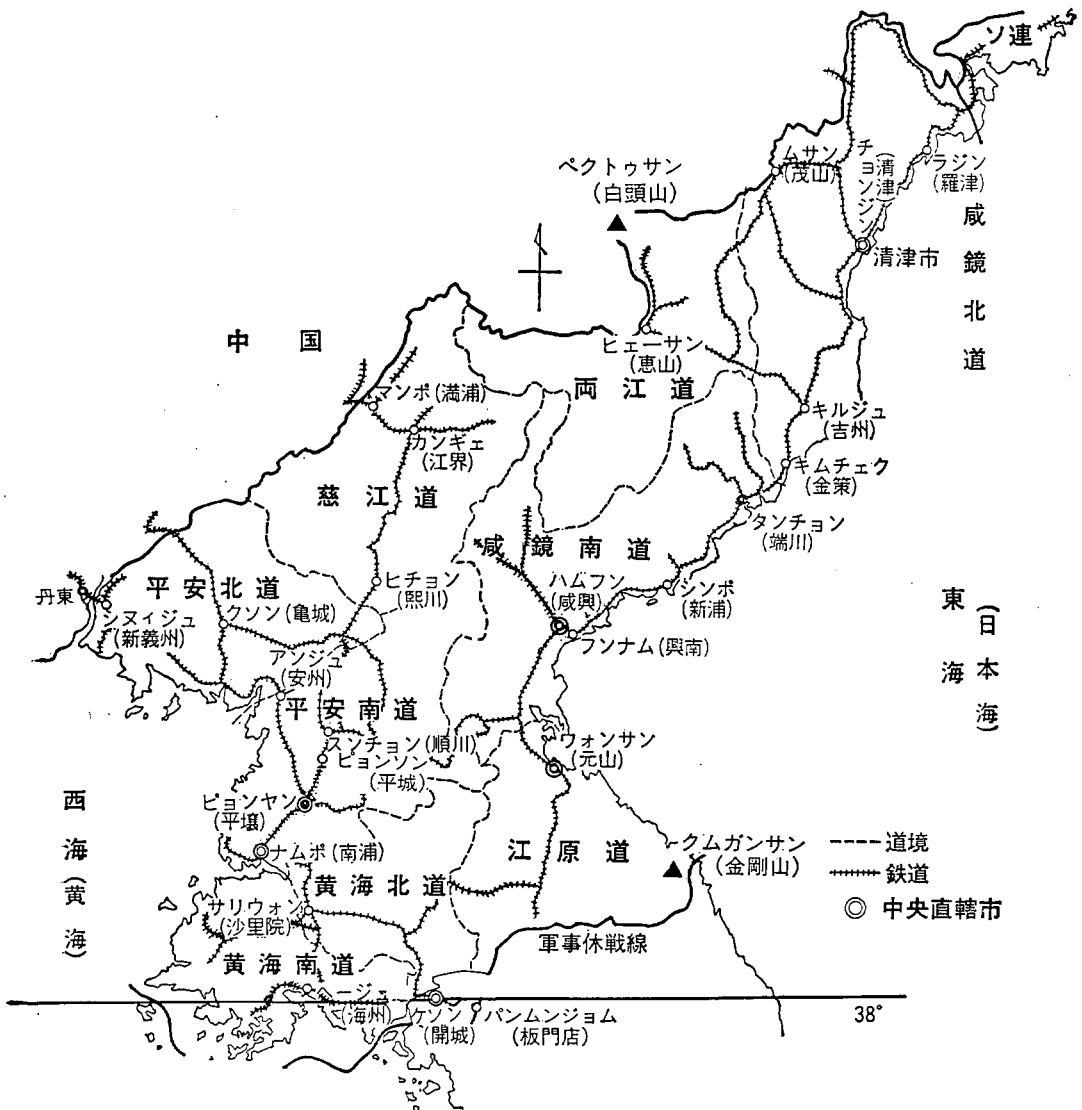 ソ連
ペクトゥサン
(白頭山)
ムサン
(茂山)
チョンジン
(清津)
ラジン
(羅津)
清津市
咸鏡北道
中国
ヒェーサン
(恵山)
両江道
マンポ(満浦)
カンギェ
(江界)
キルジュ
(吉州)
キムチェク
(金策)
慈江道
タンチョン
(端川)
咸鏡南道
平安北道
ヒチョン
(煕川)
ハムフン
(咸興)
シンポ
(新浦)
丹東
シヌィジュ
(新義州)
クソン(亀城)
フンナム(興南)
東海
(日本海)
アンジュ
(安州)
平安南道
スンチョン(順川)
ピョンソン
(平城)
ウォンサン
(元山)
西海(黄海)
ピョンヤン
(平壌)
ナムポ(南浦)
江原道
クムガンサン
(金剛山)
道境
鉄道
中央直轄市
黄海北道
サリウォン
(沙里院)
軍事休戦線
黄海南道
ヘージュ
(海州)
ケソン
(開城)
パンムンジョム
(板門店)
38°